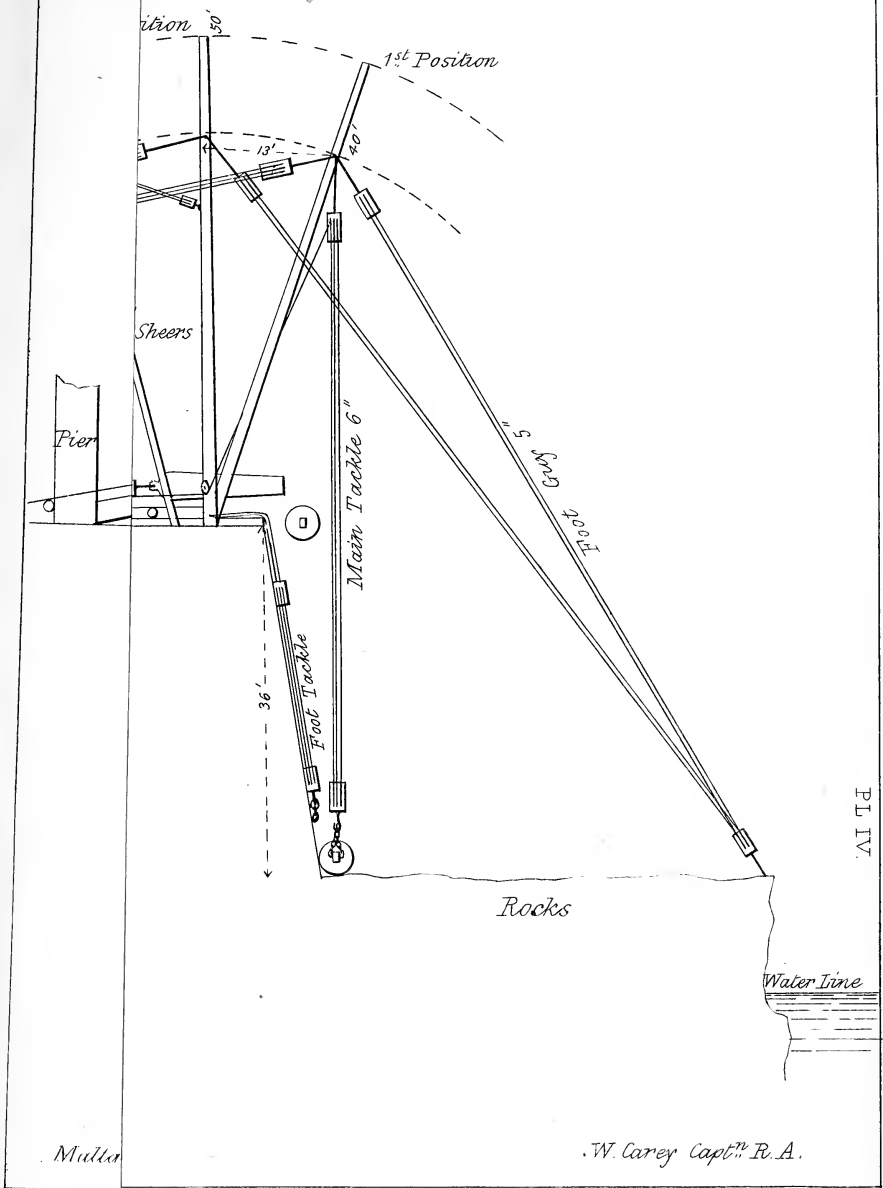 ition
50'
1st Position
13'
40'
Sheers
Pier
Main Tackle 6"
Foot Guy 5"
Foot Tackle
36'
PL IV.
Rocks
Water Line
W. Carey Captn R.A.